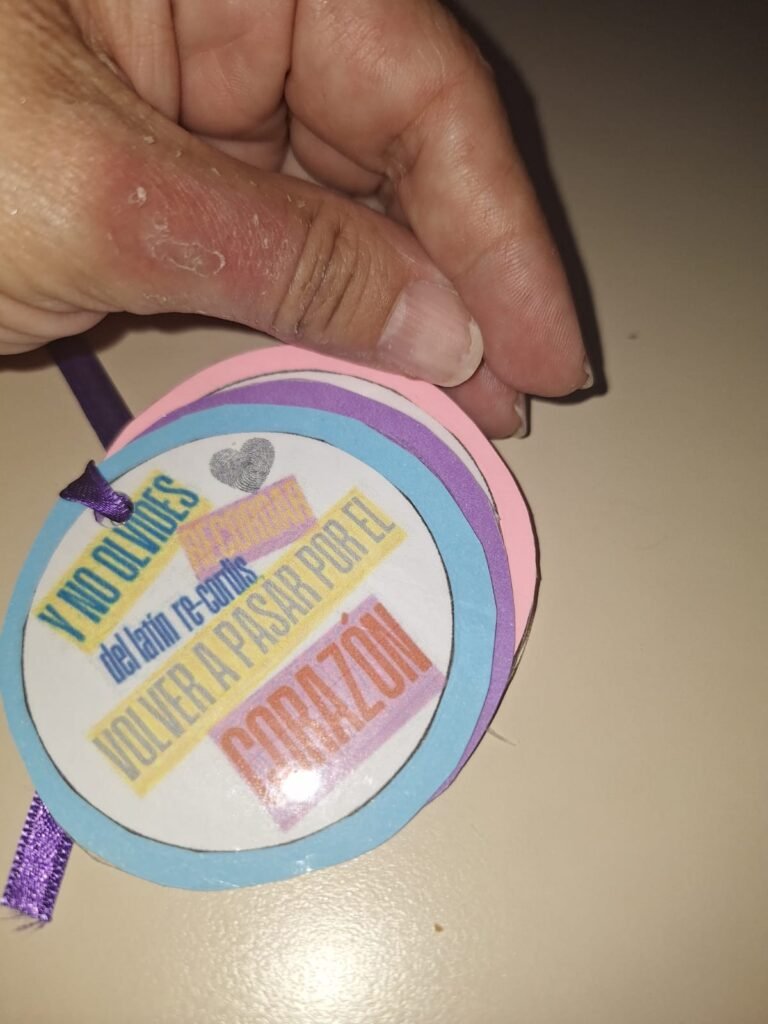 Y NO OLVIDES
RECORDAR
del latín re-cordis
VOLVER A PASAR POR EL
CORAZÓN